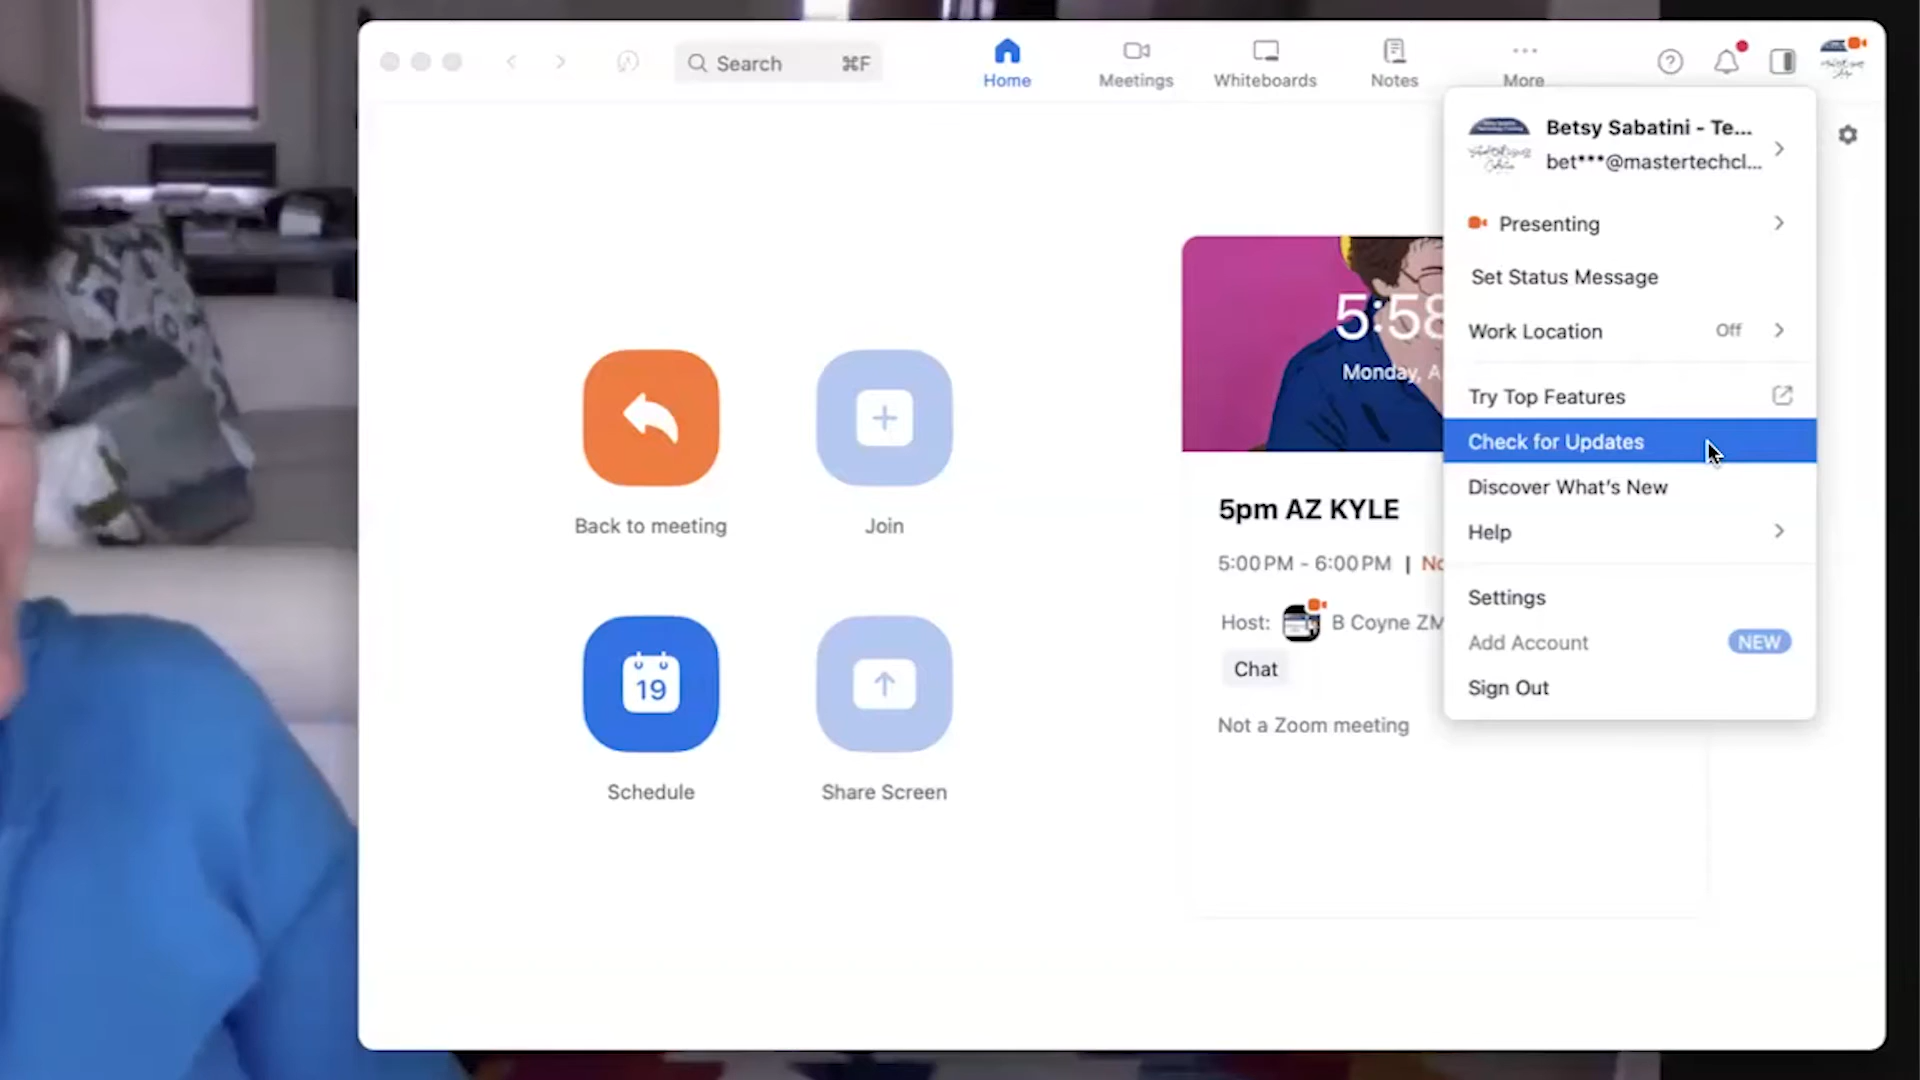 Search ⌘F
Home
Meetings
Whiteboards
Notes
More
Betsy Sabatini - Te...
bet***@mastertechcl...
Presenting
Set Status Message
Work Location Off
Try Top Features
Check for Updates
Discover What's New
Help
Settings
Add Account NEW
Sign Out
Back to meeting
Join
19
Schedule
Share Screen
5:58
Monday, A
5pm AZ KYLE
5:00 PM - 6:00 PM | No
Host: B Coyne ZM
Chat
Not a Zoom meeting